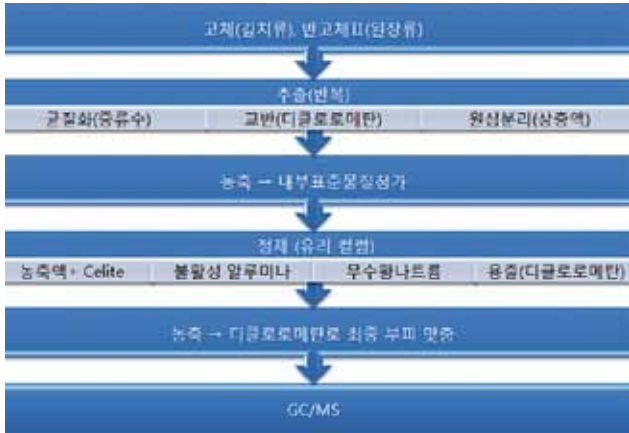 고체(김치류), 반고체II(된장류)
추출(반복)
균질화(증류수) 교반(디클로로메탄) 원심분리(상층액)
농축 → 내부표준물질첨가
정제 (유리 컬럼)
농축액+ Celite 불활성 알루미나 무수황나트륨 용출(디클로로메탄)
농축 → 디클로로메탄로 최종 부피 맞춤
GC/MS